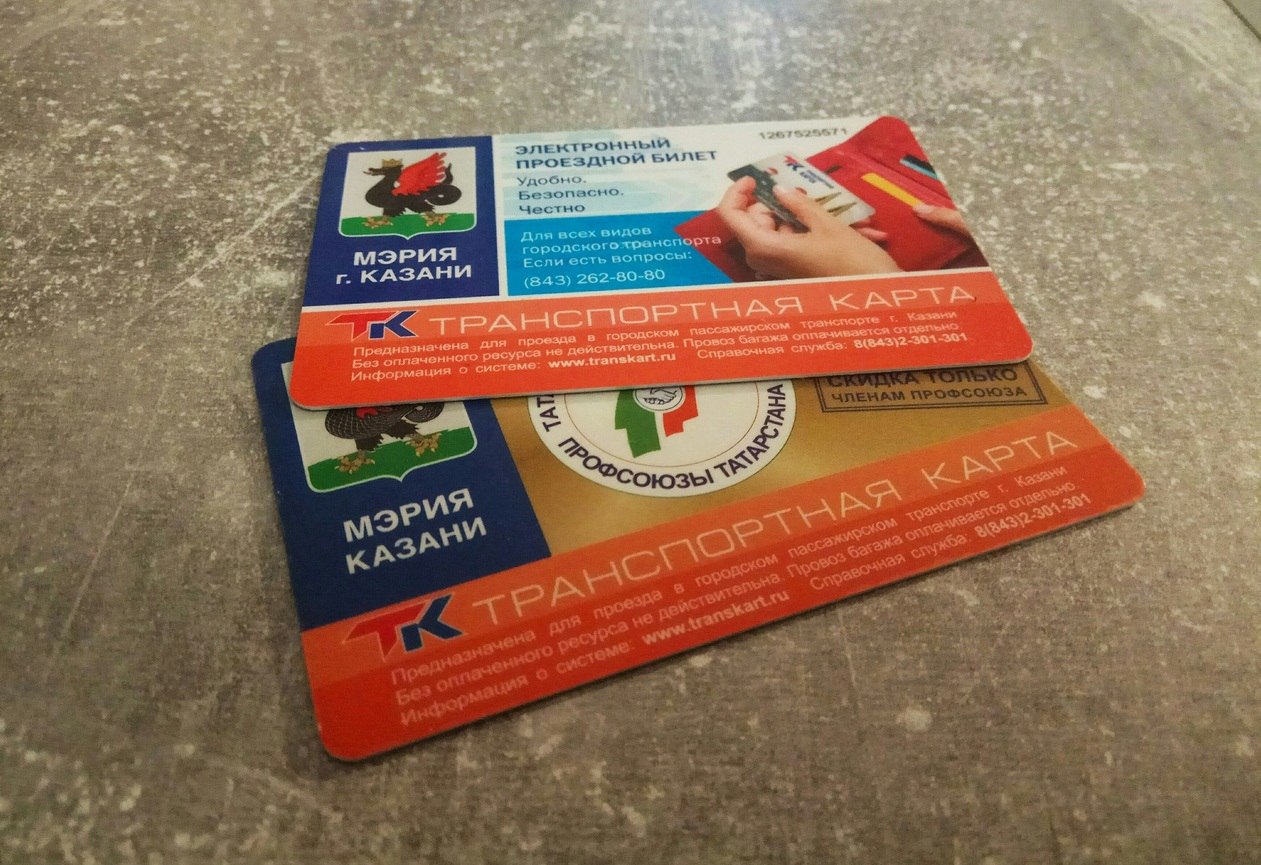 1267525571
ЭЛЕКТРОННЫЙ
ПРОЕЗДНОЙ БИЛЕТ
Удобно.
Безопасно.
Честно
Для всех видов
городского транспорта
Если есть вопросы:
(843) 262-80-80
МЭРИЯ
г. КАЗАНИ
ТК
ТК ТРАНСПОРТНАЯ КАРТА
Предназначена для проезда в городском пассажирском транспорте г. Казани
Без оплаченного ресурса не действительна. Провоз багажа оплачивается отдельно.
Информация о системе: www.transkart.ru Справочная служба: 8(843)2-301-301
СКИДКА ТОЛЬКО
ЧЛЕНАМ ПРОФСОЮЗА
ПРОФСОЮЗЫ ТАТАРСТАНА
МЭРИЯ
КАЗАНИ
ТК ТРАНСПОРТНАЯ КАРТА
Предназначена для проезда в городском пассажирском транспорте г. Казани
Без оплаченного ресурса не действительна. Провоз багажа оплачивается отдельно.
Информация о системе: www.transkart.ru Справочная служба: 8(843)2-301-301